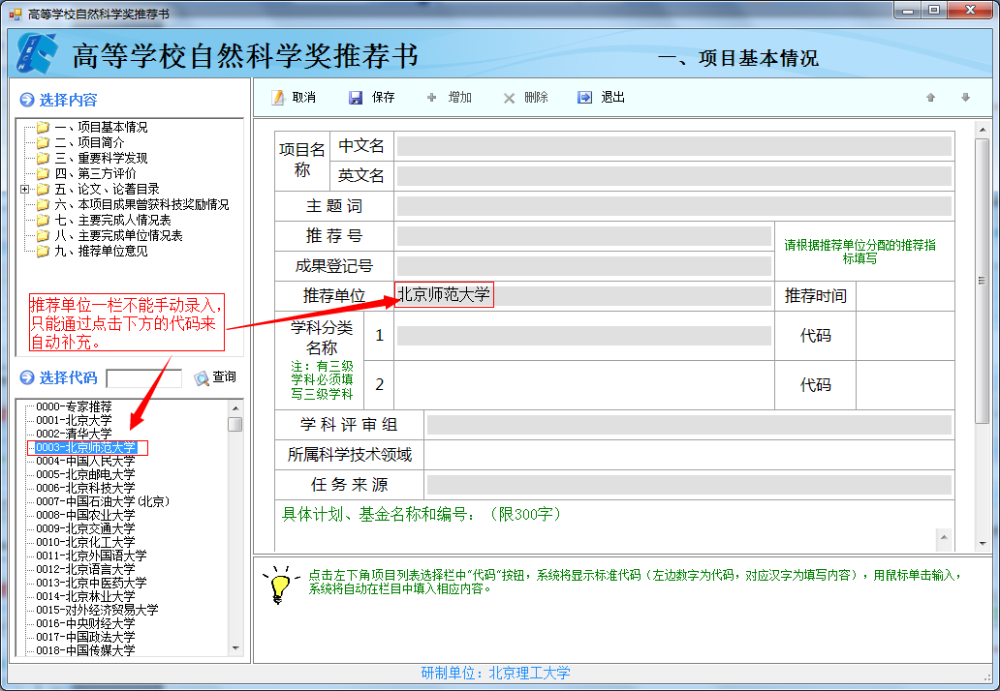 高等学校自然科学奖推荐书
高等学校自然科学奖推荐书
一、项目基本情况
选择内容
一、项目基本情况
二、项目简介
三、重要科学发现
四、第三方评价
五、论文、论著目录
六、本项目成果曾获科技奖励情况
七、主要完成人情况表
八、主要完成单位情况表
九、推荐单位意见
推荐单位一栏不能手动录入，
只能通过点击下方的代码来
自动补充。
选择代码
查询
0000-专家推荐
0001-北京大学
0002-清华大学
0003-北京师范大学
0004-中国人民大学
0005-北京邮电大学
0006-北京科技大学
0007-中国石油大学(北京)
0008-中国农业大学
0009-北京交通大学
0010-北京化工大学
0011-北京外国语大学
0012-北京语言大学
0013-北京中医药大学
0014-北京林业大学
0015-对外经济贸易大学
0016-中央财经大学
0017-中国政法大学
0018-中国传媒大学
取消 保存 增加 删除 退出
项目名
称
中文名
英文名
主 题 词
推 荐 号
请根据推荐单位分配的推荐指
标填写
成果登记号
推荐单位 北京师范大学 推荐时间
学科分类
名称
注：有三级
学科必须填
写三级学科
1 代码
2 代码
学 科 评 审 组
所属科学技术领域
任 务 来 源
具体计划、基金名称和编号：（限300字）
点击左下角项目列表选择栏中"代码"按钮，系统将显示标准代码（左边数字为代码，对应汉字为填写内容），用鼠标单击输入，
系统将自动在栏目中填入相应内容。
研制单位：北京理工大学